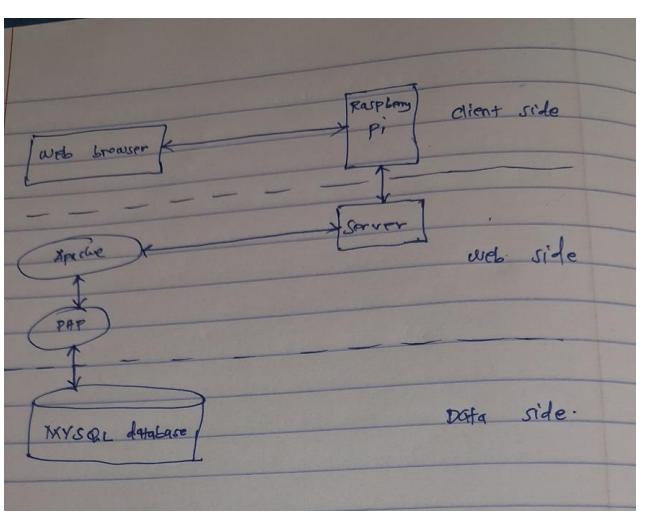 Raspberry
Pi
client side
Web browser
Server
Apache
web side
PHP
MYSQL database
Data side.